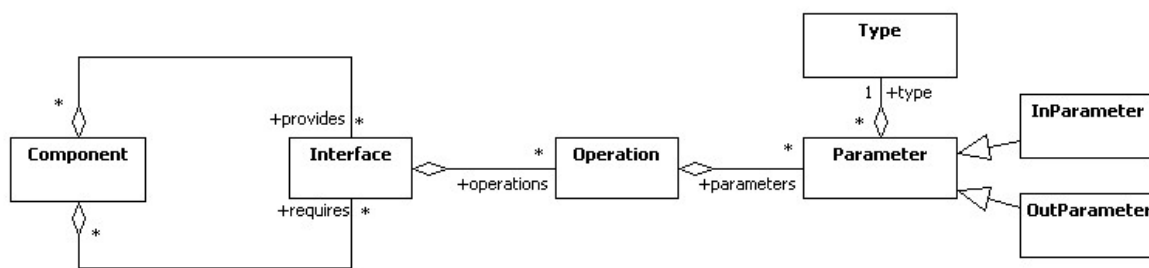 Type
1 +type
*
InParameter
* +provides *
Component
Interface
* +operations
Operation
* +parameters
Parameter
+requires *
*
OutParameter